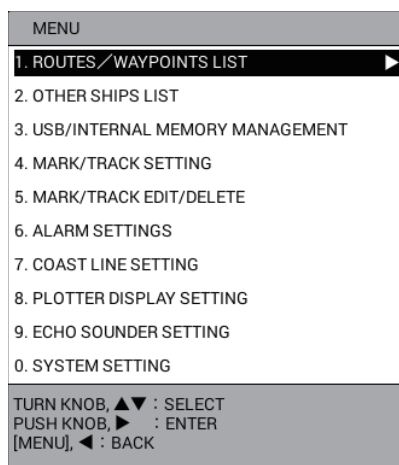 MENU
1. ROUTES／WAYPOINTS LIST ▶
2. OTHER SHIPS LIST
3. USB/INTERNAL MEMORY MANAGEMENT
4. MARK/TRACK SETTING
5. MARK/TRACK EDIT/DELETE
6. ALARM SETTINGS
7. COAST LINE SETTING
8. PLOTTER DISPLAY SETTING
9. ECHO SOUNDER SETTING
0. SYSTEM SETTING
TURN KNOB, ▲▼：SELECT
PUSH KNOB, ▶ ：ENTER
[MENU], ◀：BACK